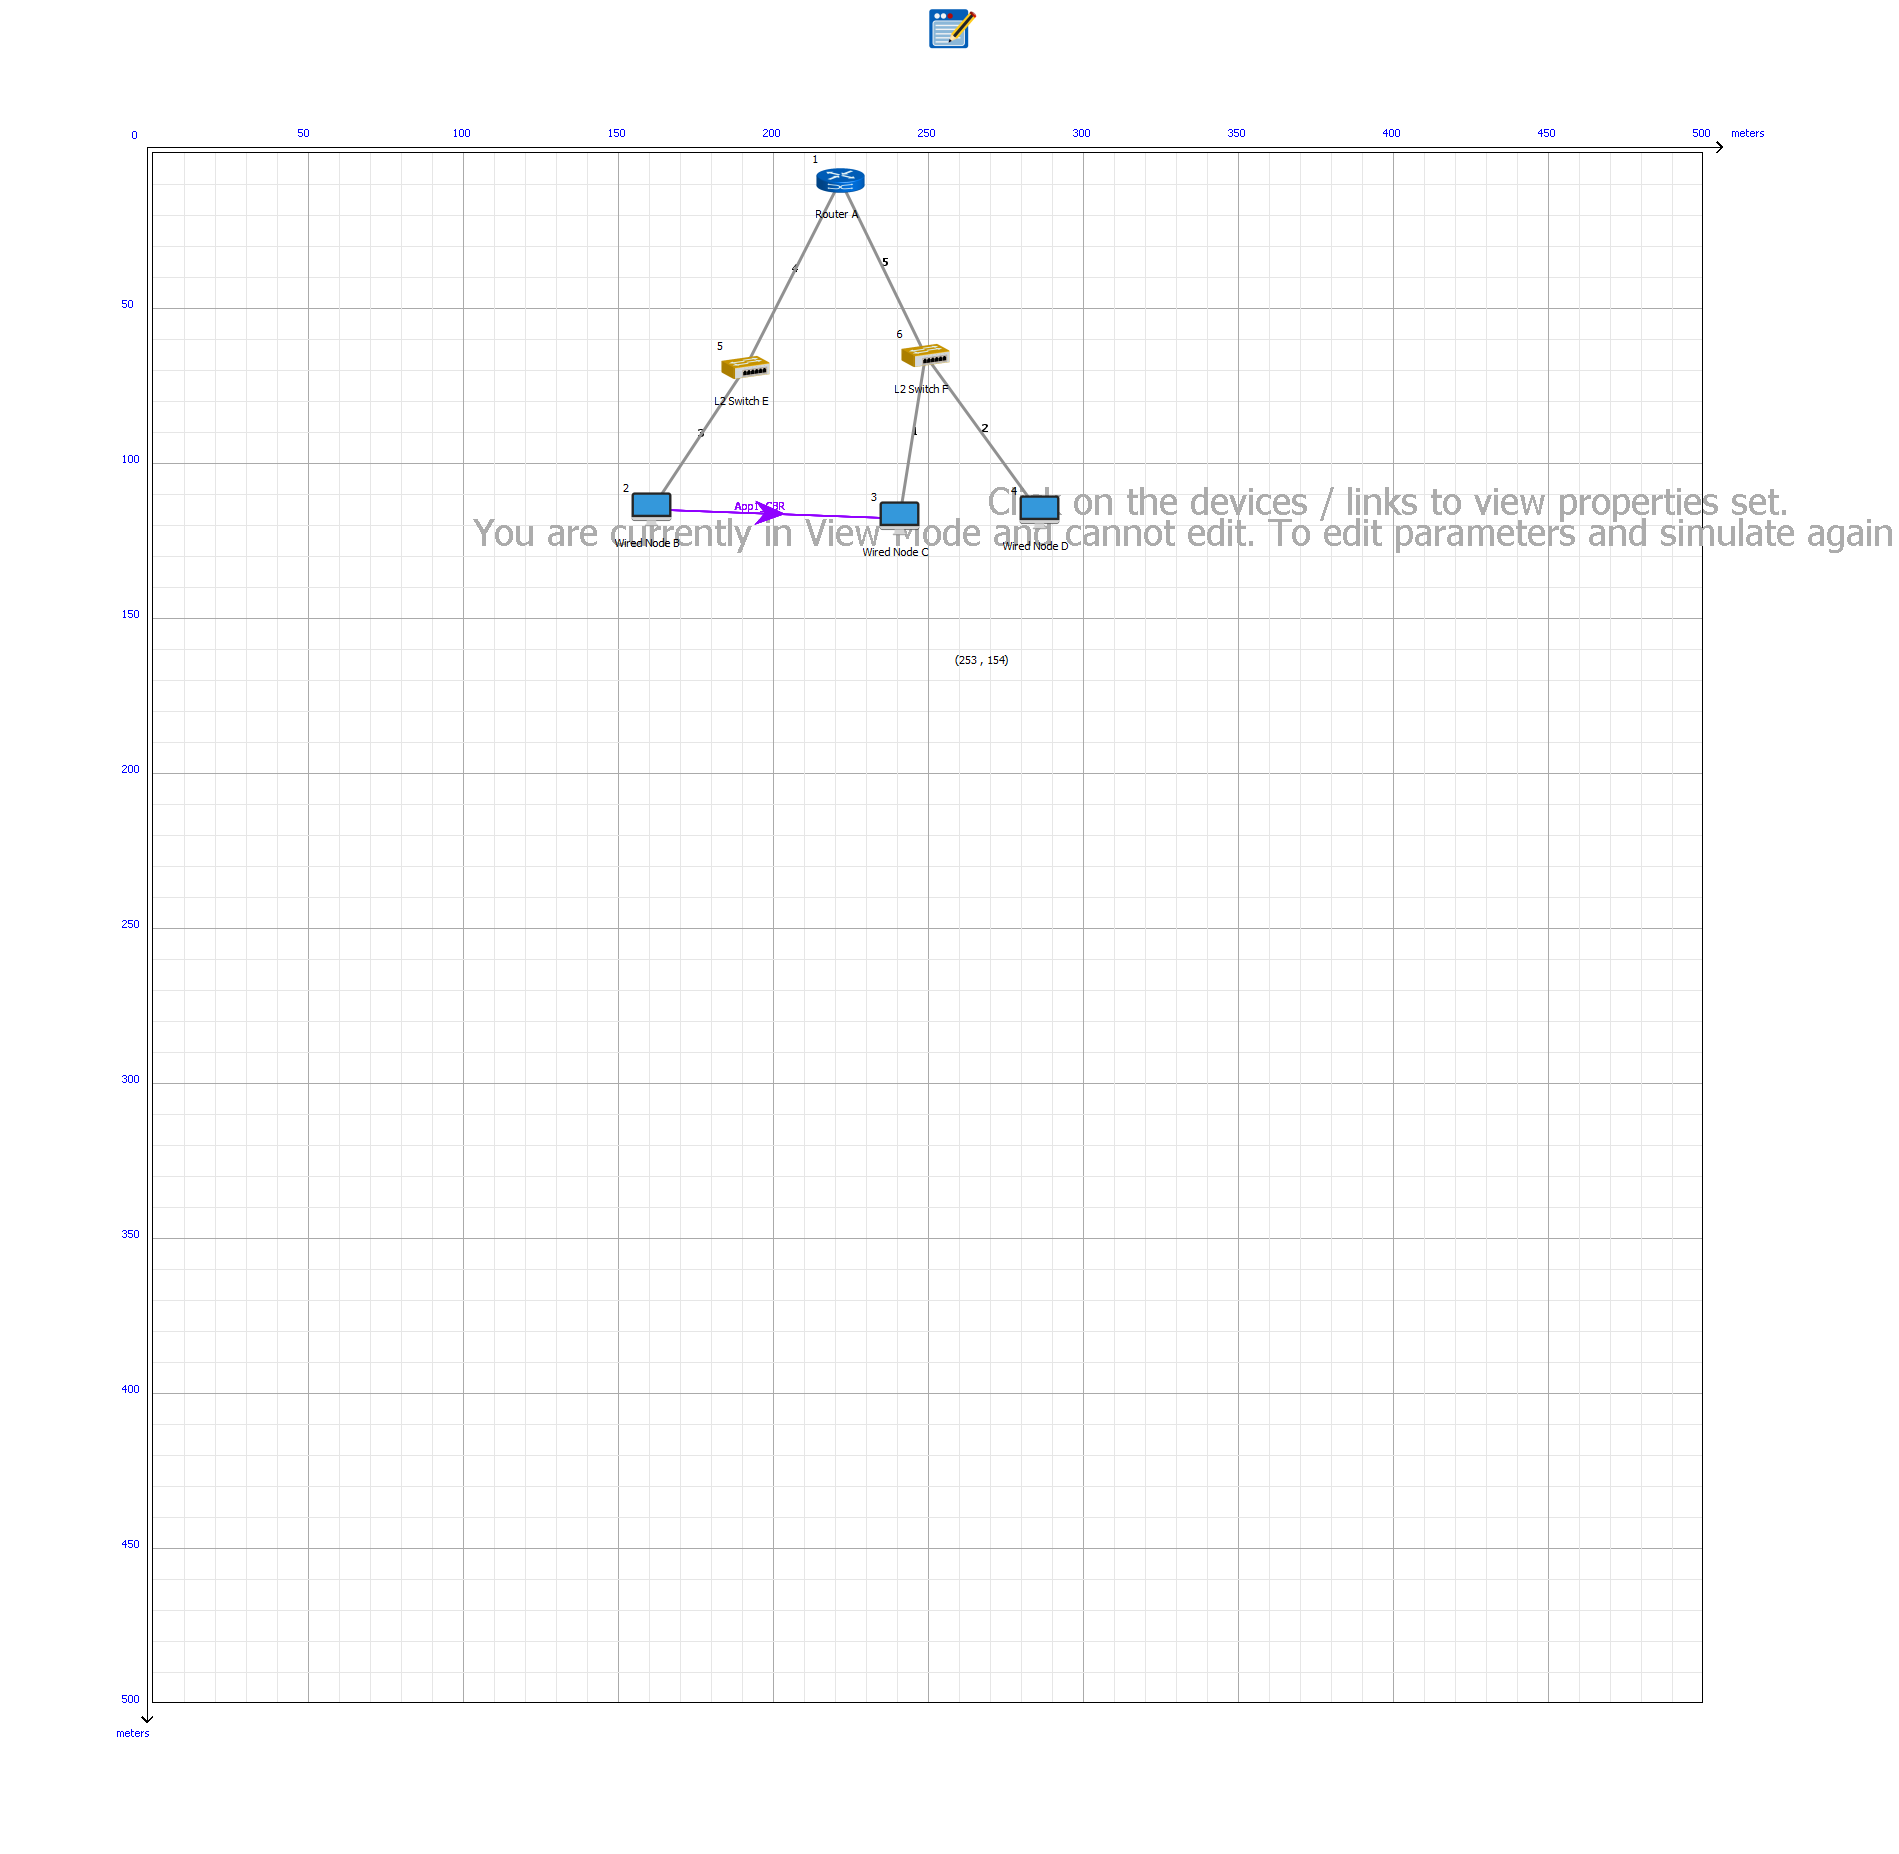 0 50 100 150 200 250 300 350 400 450 500 meters
1
Router A
4
5
50
6
5
L2 Switch F
L2 Switch E
2
1
3
100
2
3
4
Click on the devices / links to view properties set.
App1 CBR
You are currently in View Mode and cannot edit. To edit parameters and simulate again
Wired Node B
Wired Node C
Wired Node D
150
(253 , 154)
200
250
300
350
400
450
500
meters